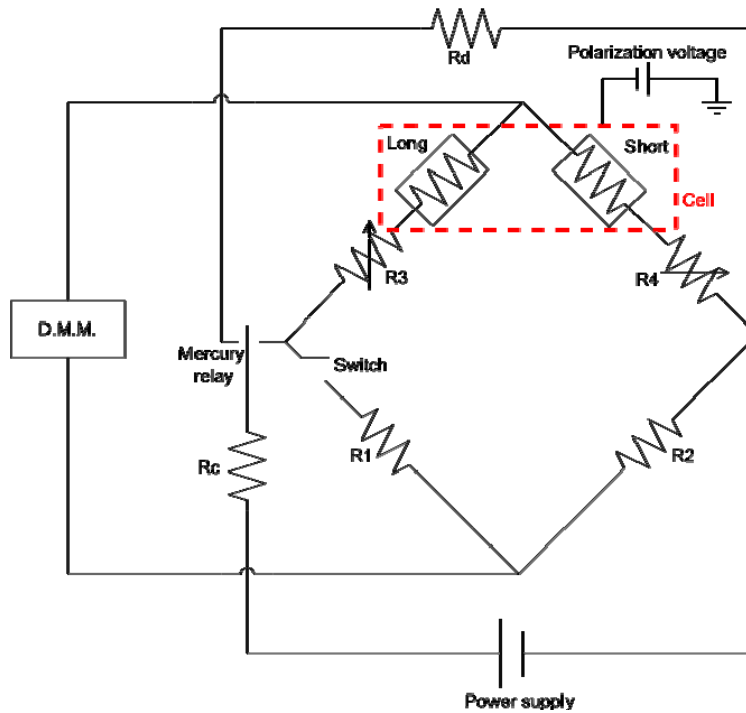 Rd
Polarization voltage
Long
Short
Cell
R3
R4
D.M.M.
Mercury
relay
Switch
R1
R2
Rc
Power supply